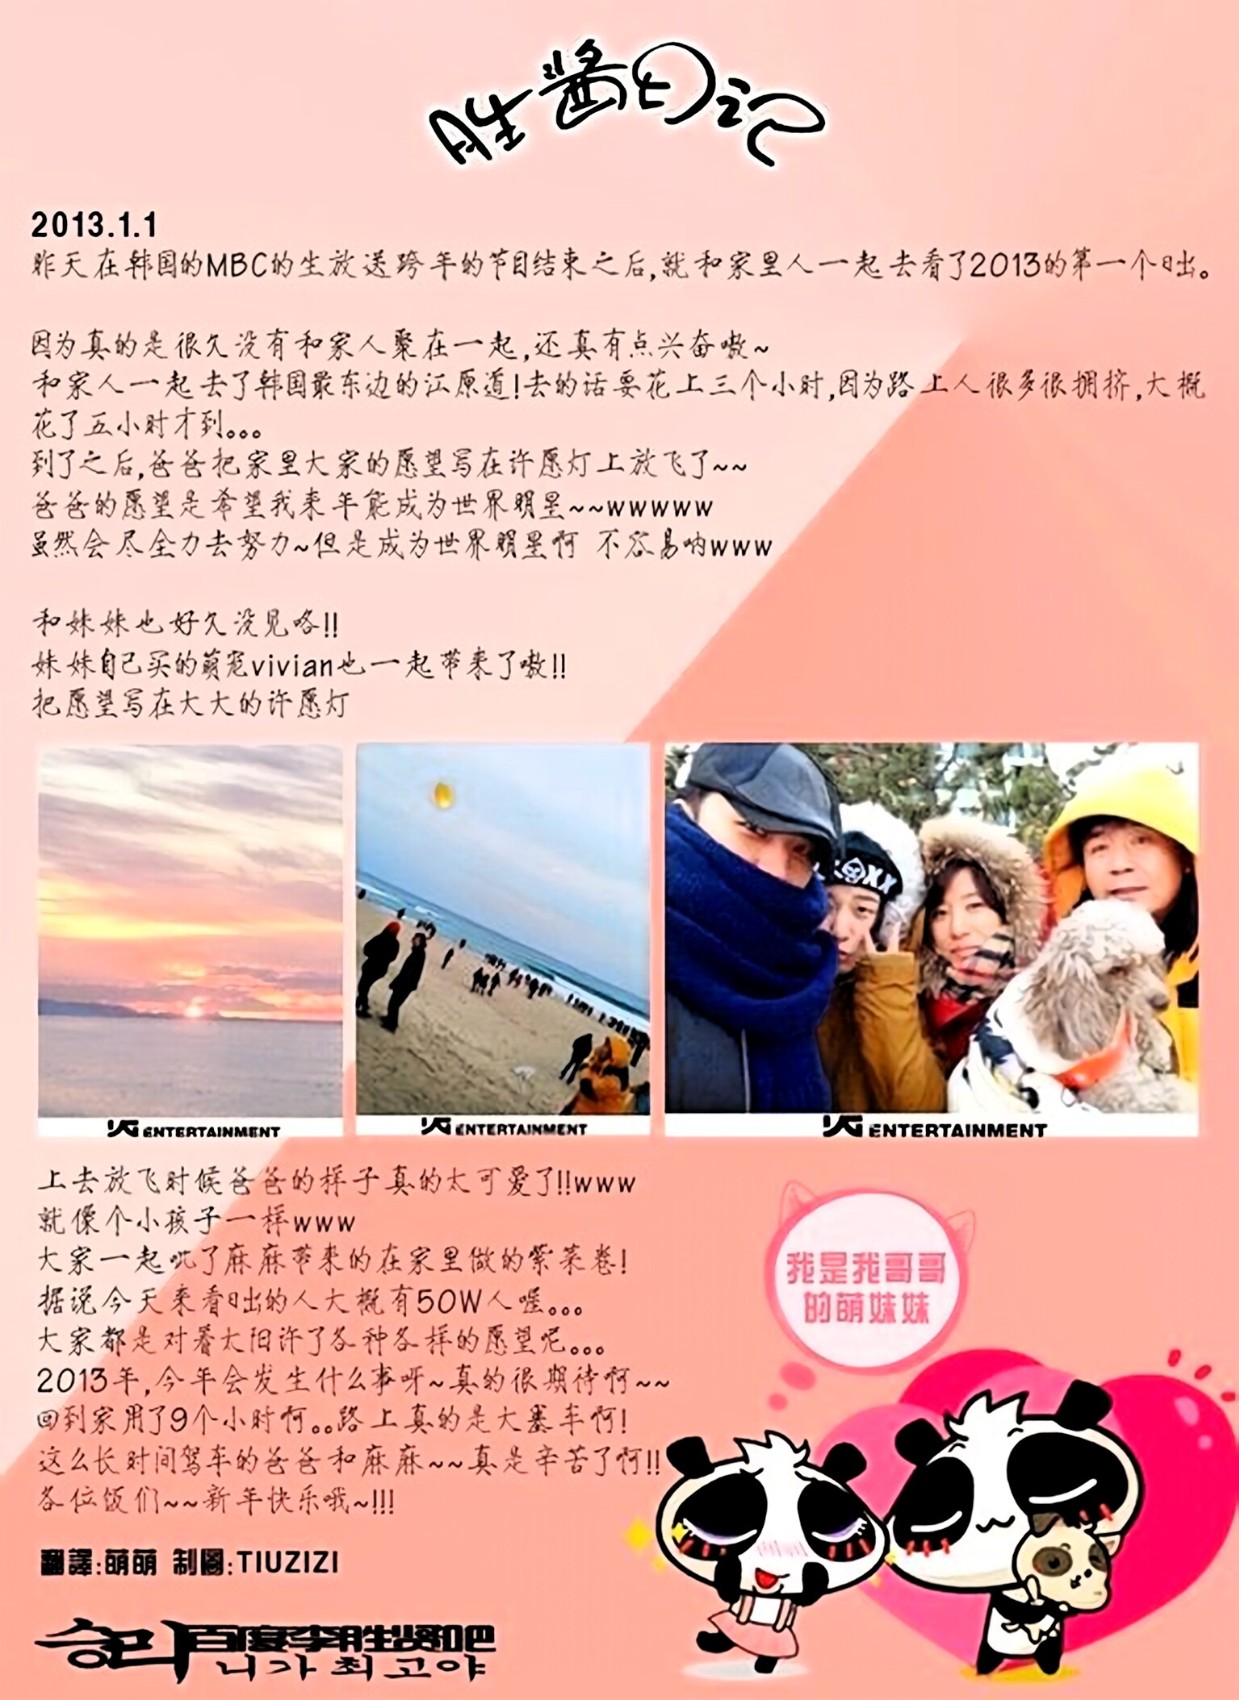 胜酱日记
2013.1.1
昨天在韩国的MBC的生放送跨年的节目结束之后,就和家里人一起去看了2013的第一个日出。
因为真的是很久没有和家人聚在一起,还真有点兴奋嗷~
和家人一起去了韩国最东边的江原道!去的话要花上三个小时,因为路上人很多很拥挤,大概
花了五小时才到。。。
到了之后,爸爸把家里大家的愿望写在许愿灯上放飞了~~
爸爸的愿望是希望我来年能成为世界明星~~wwwww
虽然会尽全力去努力~但是成为世界明星啊 不容易呐www
和妹妹也好久没见咯!!
妹妹自己买的萌宠vivian也一起带来了嗷!!
把愿望写在大大的许愿灯
YG ENTERTAINMENT
YG ENTERTAINMENT
XX
YG ENTERTAINMENT
上去放飞时候爸爸的样子真的太可爱了!!www
就像个小孩子一样www
大家一起吃了麻麻带来的在家里做的紫菜卷!
据说今天来看日出的人大概有50W人喔。。。
大家都是对着太阳许了各种各样的愿望呢。。。
2013年,今年会发生什么事呀~真的很期待啊~~
回到家用了9个小时啊。。路上真的是大塞车啊!
这么长时间驾车的爸爸和麻麻~~真是辛苦了啊!!
各位饭们~~新年快乐哦~!!!
我是我哥哥
的萌妹妹
翻譯:萌萌 制圖:TIUZIZI
승리百度李胜贤吧
니가최고야